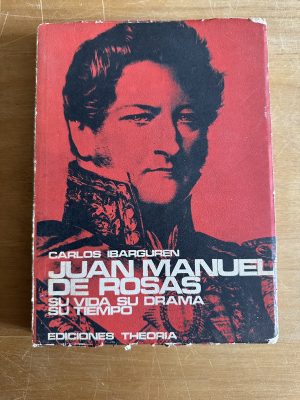 CARLOS IBARGUREN
JUAN MANUEL
DE ROSAS
SU VIDA SU DRAMA
SU TIEMPO
EDICIONES THEORIA